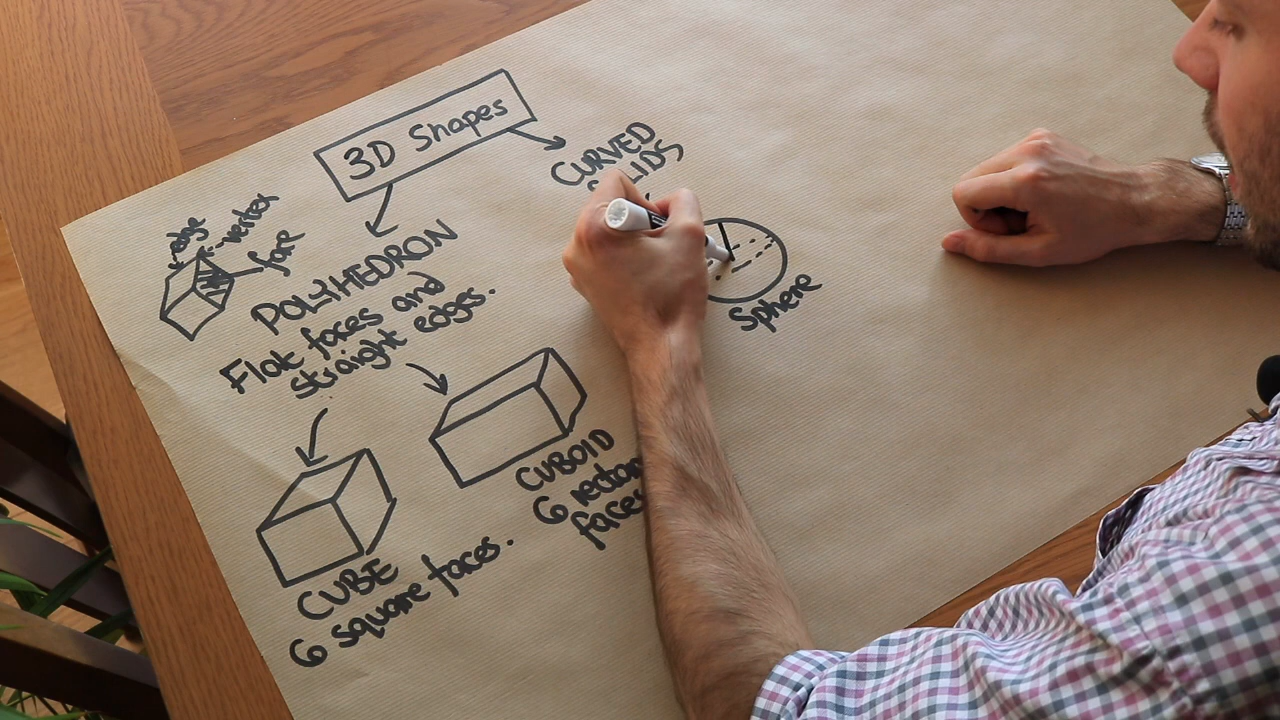 3D Shapes
CURVED
edge
vertex
face
POLYHEDRON
Flat faces and
straight edges.
Sphere
CUBOID
6
faces
CUBE
6 square faces.